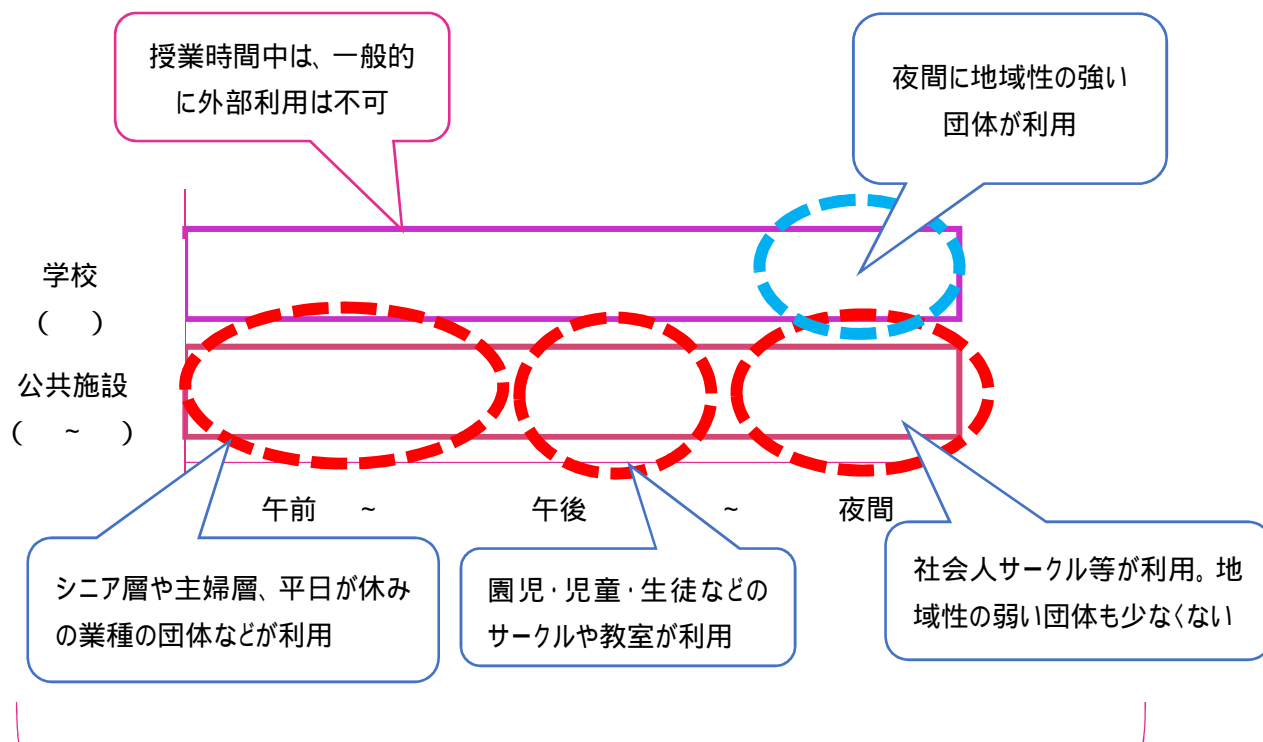 授業時間中は、一般的
に外部利用は不可
夜間に地域性の強い
団体が利用
学校
（　）
公共施設
（　～　）
午前　～　午後　～　夜間
シニア層や主婦層、平日が休み
の業種の団体などが利用
園児・児童・生徒などの
サークルや教室が利用
社会人サークル等が利用。地
域性の弱い団体も少なくない